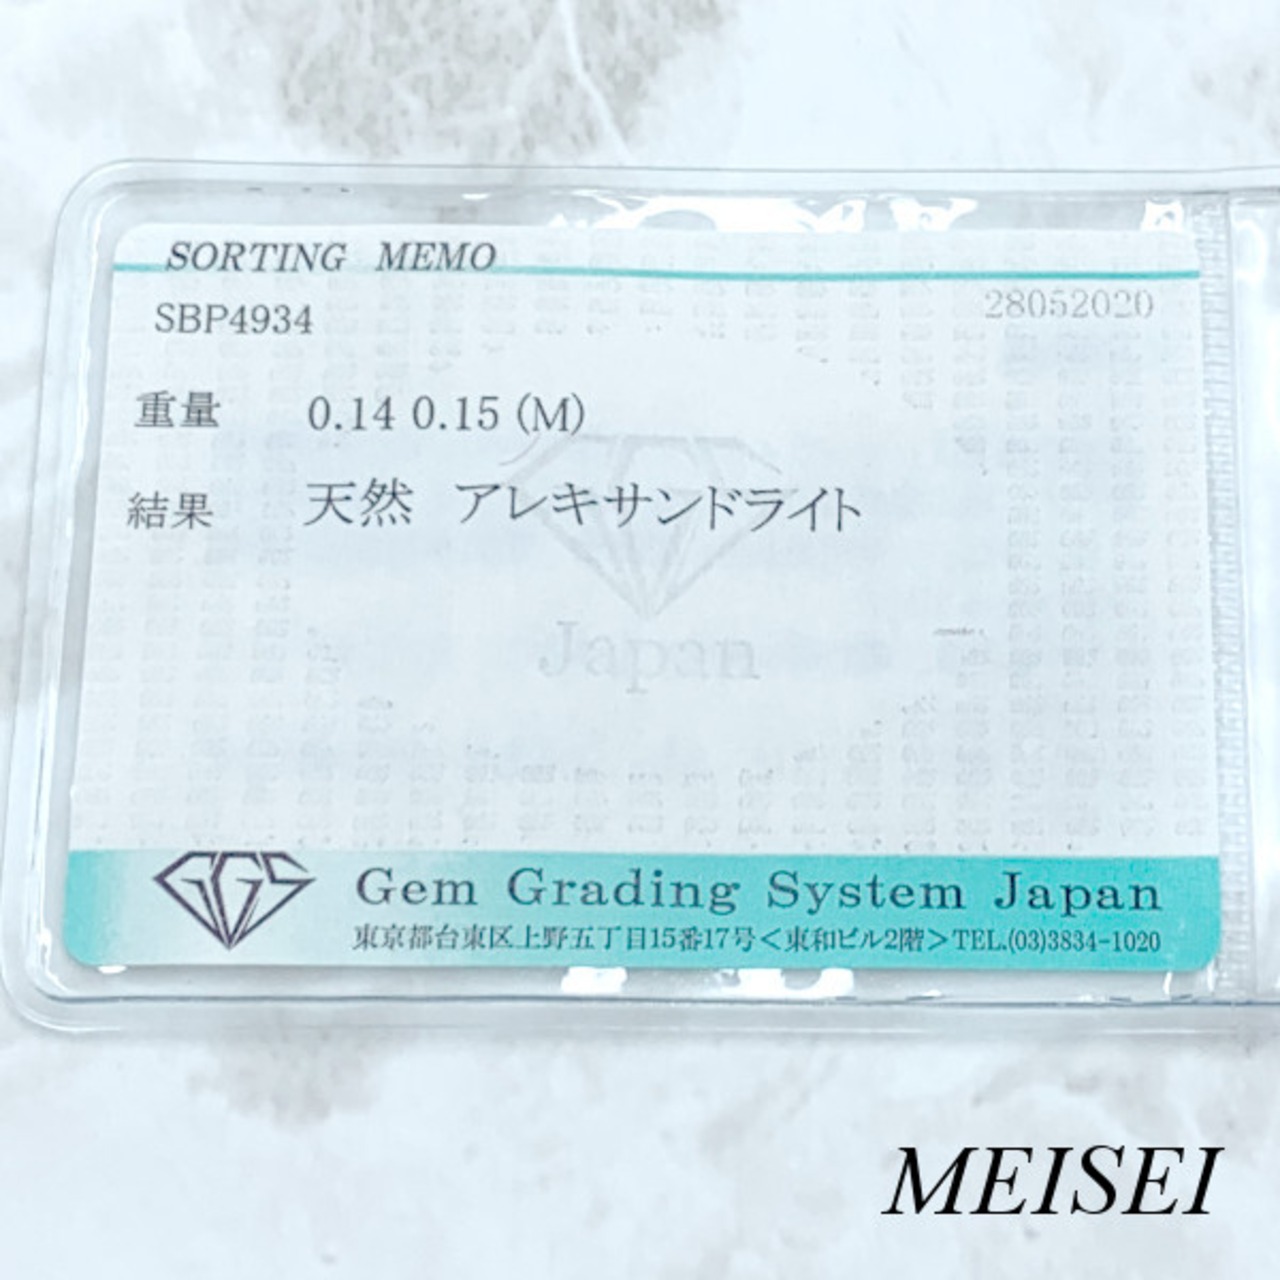 SORTING MEMO
SBP4934 28052020
重量 0.14 0.15 (M)
結果 天然 アレキサンドライト
Japan
GGS
Gem Grading System Japan
東京都台東区上野五丁目15番17号<東和ビル2階>TEL.(03)3834-1020
MEISEI